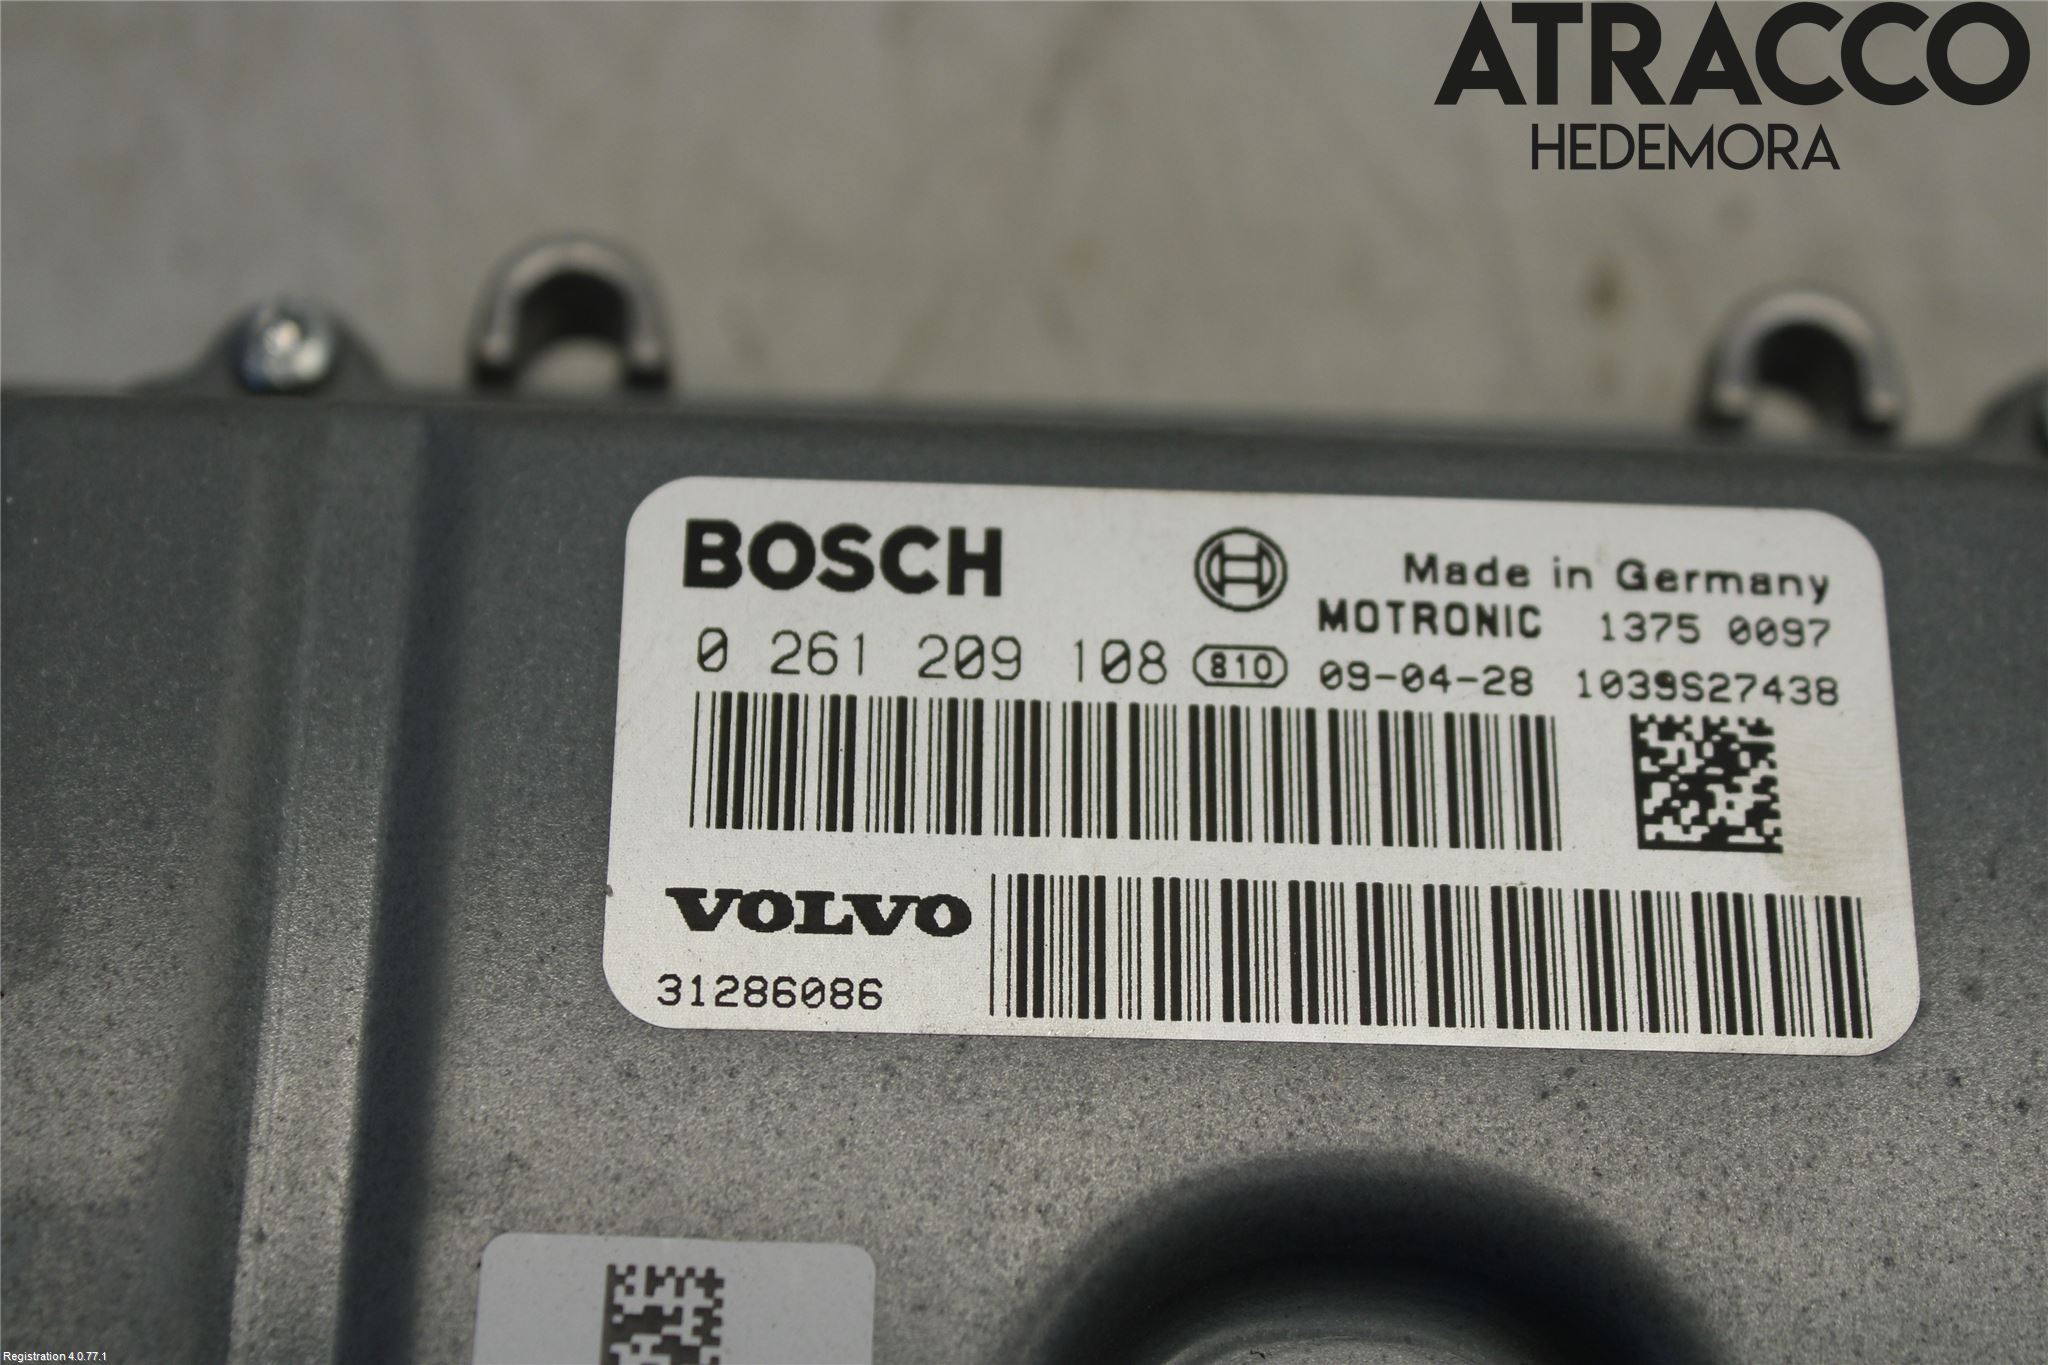 ATRACCO
HEDEMORA
BOSCH
Made in Germany
MOTRONIC 1375 0097
0 261 209 108 810 09-04-28 1039S27438
VOLVO
31286086
Registration 4.0.77.1